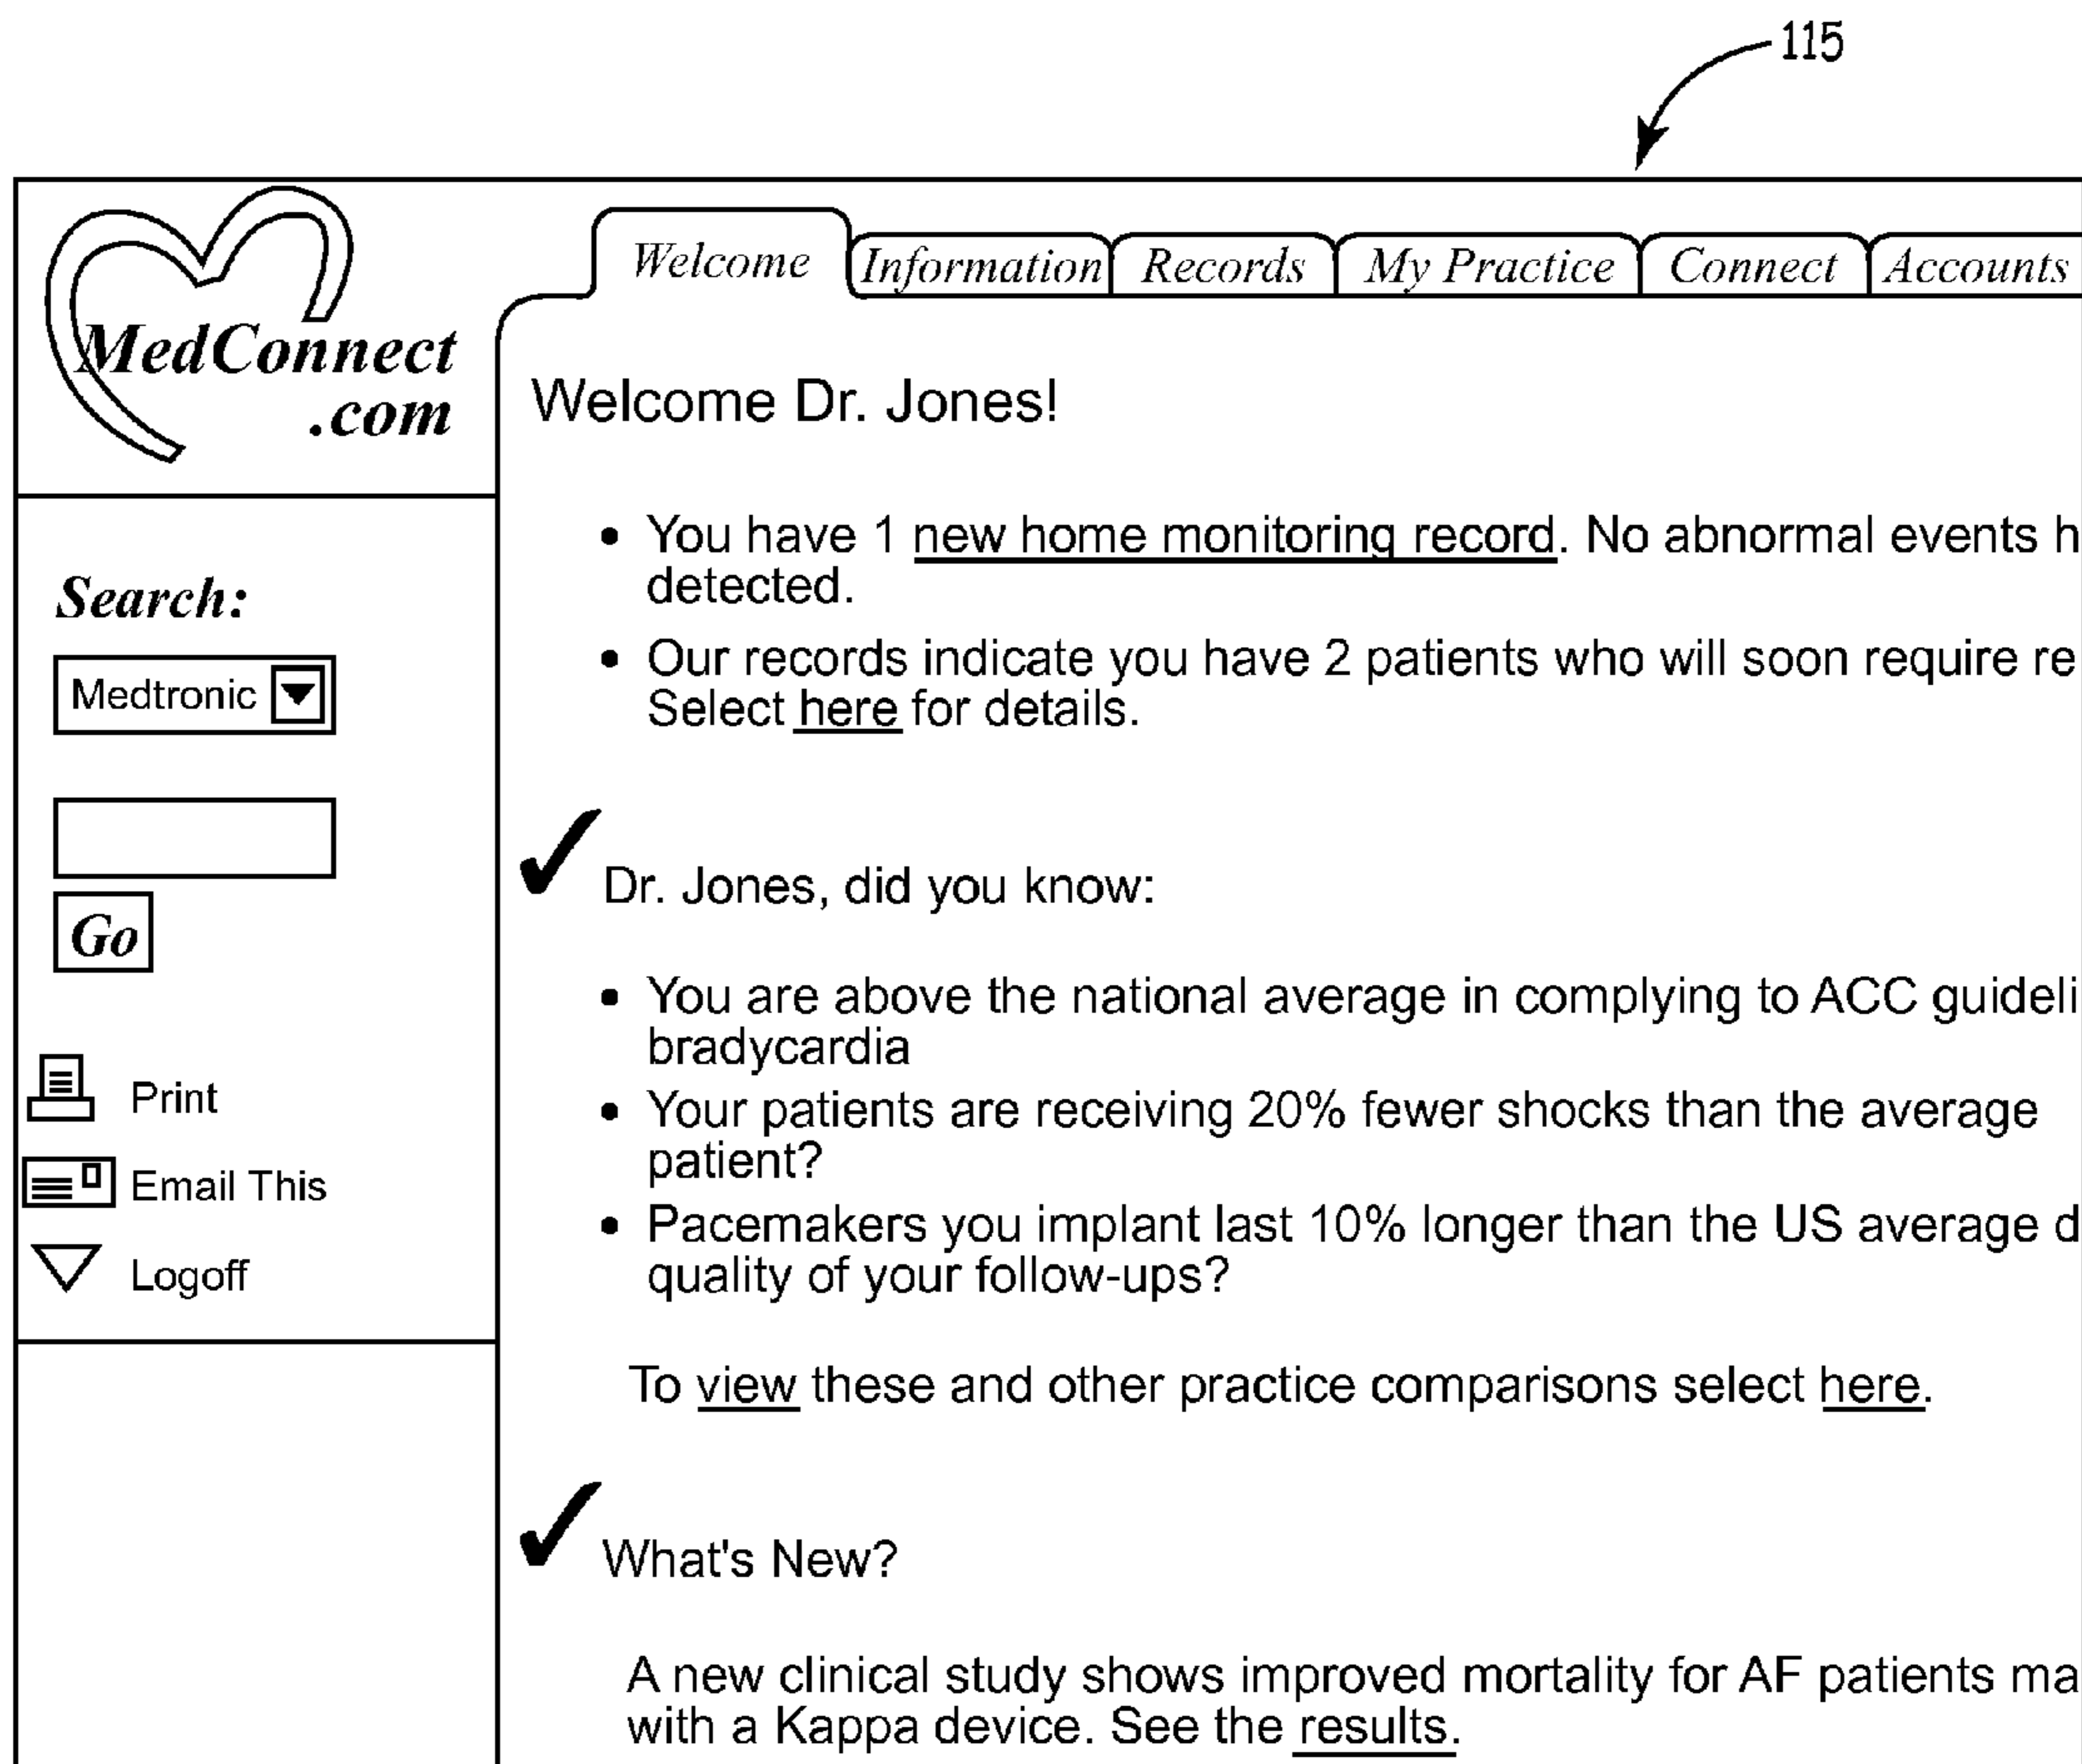 115
MedConnect
.com
Welcome Information Records My Practice Connect Accounts
Search:
Medtronic
Go
Print
Email This
Logoff
Welcome Dr. Jones!
• You have 1 new home monitoring record. No abnormal events
detected.
• Our records indicate you have 2 patients who will soon require
Select here for details.
✓ Dr. Jones, did you know:
• You are above the national average in complying to ACC
bradycardia
• Your patients are receiving 20% fewer shocks than the average
patient?
• Pacemakers you implant last 10% longer than the US average
quality of your follow-ups?
To view these and other practice comparisons select here.
✓ What's New?
A new clinical study shows improved mortality for AF patients
with a Kappa device. See the results.